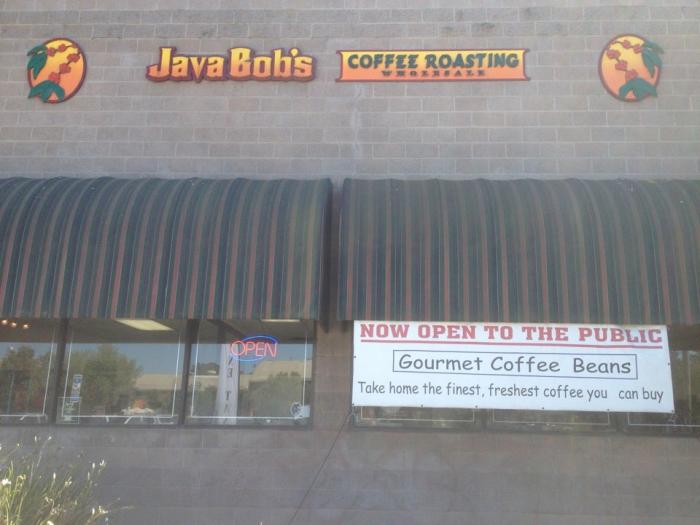 Java Bob's
COFFEE ROASTING
WHOLESALE
OPEN
NOW OPEN TO THE PUBLIC
Gourmet Coffee Beans
Take home the finest, freshest coffee you can buy